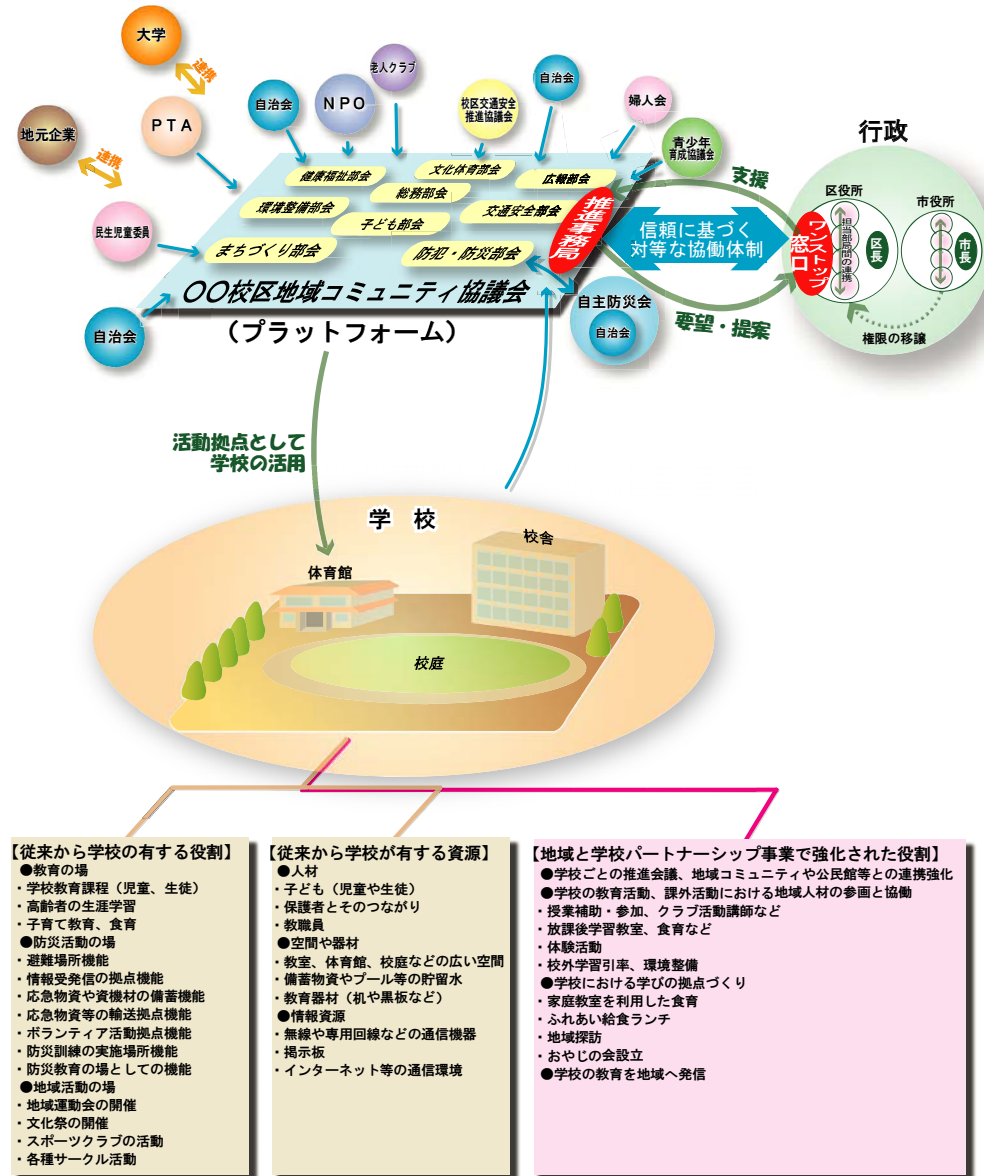 大学
連携
地元企業
連携
PTA
自治会
NPO
老人クラブ
校区交通安全
推進協議会
自治会
婦人会
青少年
育成協議会
民生児童委員
自治会
健康福祉部会
文化体育部会
広報部会
環境整備部会
総務部会
子ども部会
交通安全部会
まちづくり部会
防犯・防災部会
推進事務局
〇〇校区地域コミュニティ協議会
(プラットフォーム)
自主防災会
自治会
支援
信頼に基づく
対等な協働体制
要望・提案
行政
区役所
市役所
ワンストップ
窓口
担当部局間の連携
区長
市長
権限の移譲
活動拠点として
学校の活用
学 校
校舎
体育館
校庭
【従来から学校の有する役割】
●教育の場
・学校教育課程(児童、生徒)
・高齢者の生涯学習
・子育て教育、食育
●防災活動の場
・避難場所機能
・情報受発信の拠点機能
・応急物資や資機材の備蓄機能
・応急物資等の輸送拠点機能
・ボランティア活動拠点機能
・防災訓練の実施場所機能
・防災教育の場としての機能
●地域活動の場
・地域運動会の開催
・文化祭の開催
・スポーツクラブの活動
・各種サークル活動
【従来から学校が有する資源】
●人材
・子ども(児童や生徒)
・保護者とそのつながり
・教職員
●空間や器材
・教室、体育館、校庭などの広い空間
・備蓄物資やプール等の貯留水
・教育器材(机や黒板など)
●情報資源
・無線や専用回線などの通信機器
・掲示板
・インターネット等の通信環境
【地域と学校パートナーシップ事業で強化された役割】
●学校ごとの推進会議、地域コミュニティや公民館等との連携強化
●学校の教育活動、課外活動における地域人材の参画と協働
・授業補助・参加、クラブ活動講師など
・放課後学習教室、食育など
・体験活動
・校外学習引率、環境整備
●学校における学びの拠点づくり
・家庭教室を利用した食育
・ふれあい給食ランチ
・地域探訪
・おやじの会設立
●学校の教育を地域へ発信